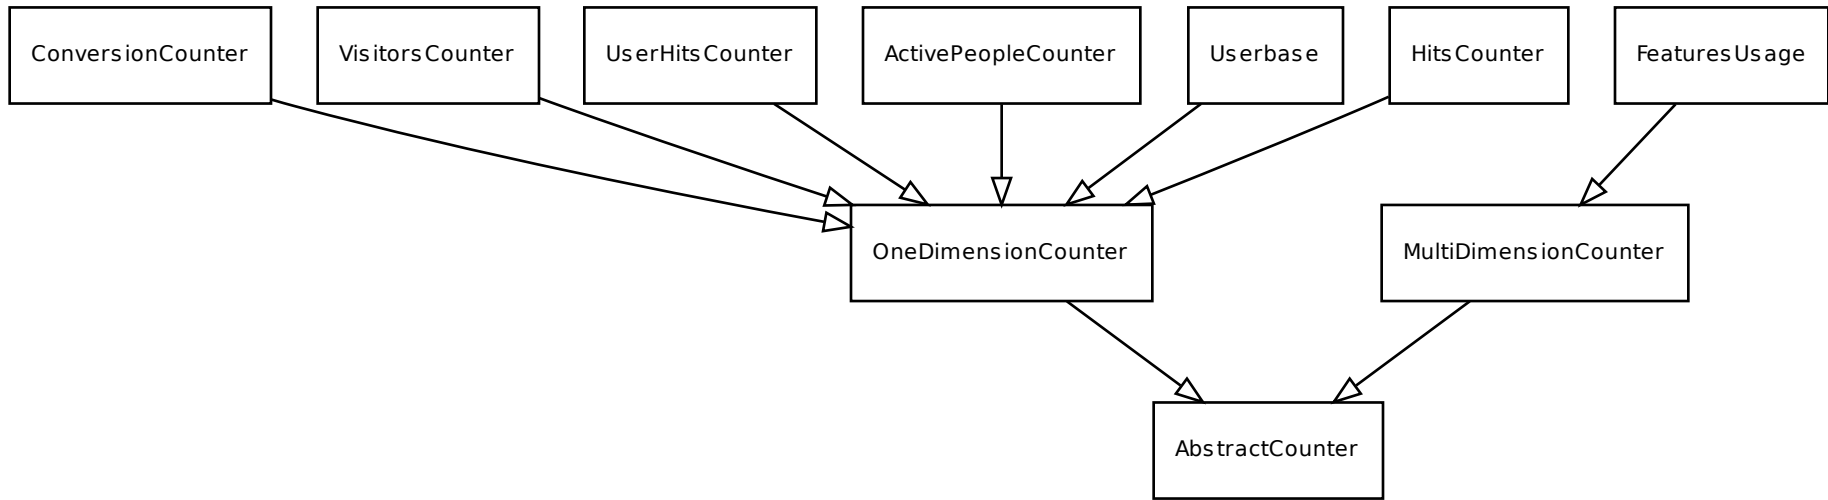 ConversionCounter
VisitorsCounter
UserHitsCounter
ActivePeopleCounter
Userbase
HitsCounter
FeaturesUsage
OneDimensionCounter
MultiDimensionCounter
AbstractCounter